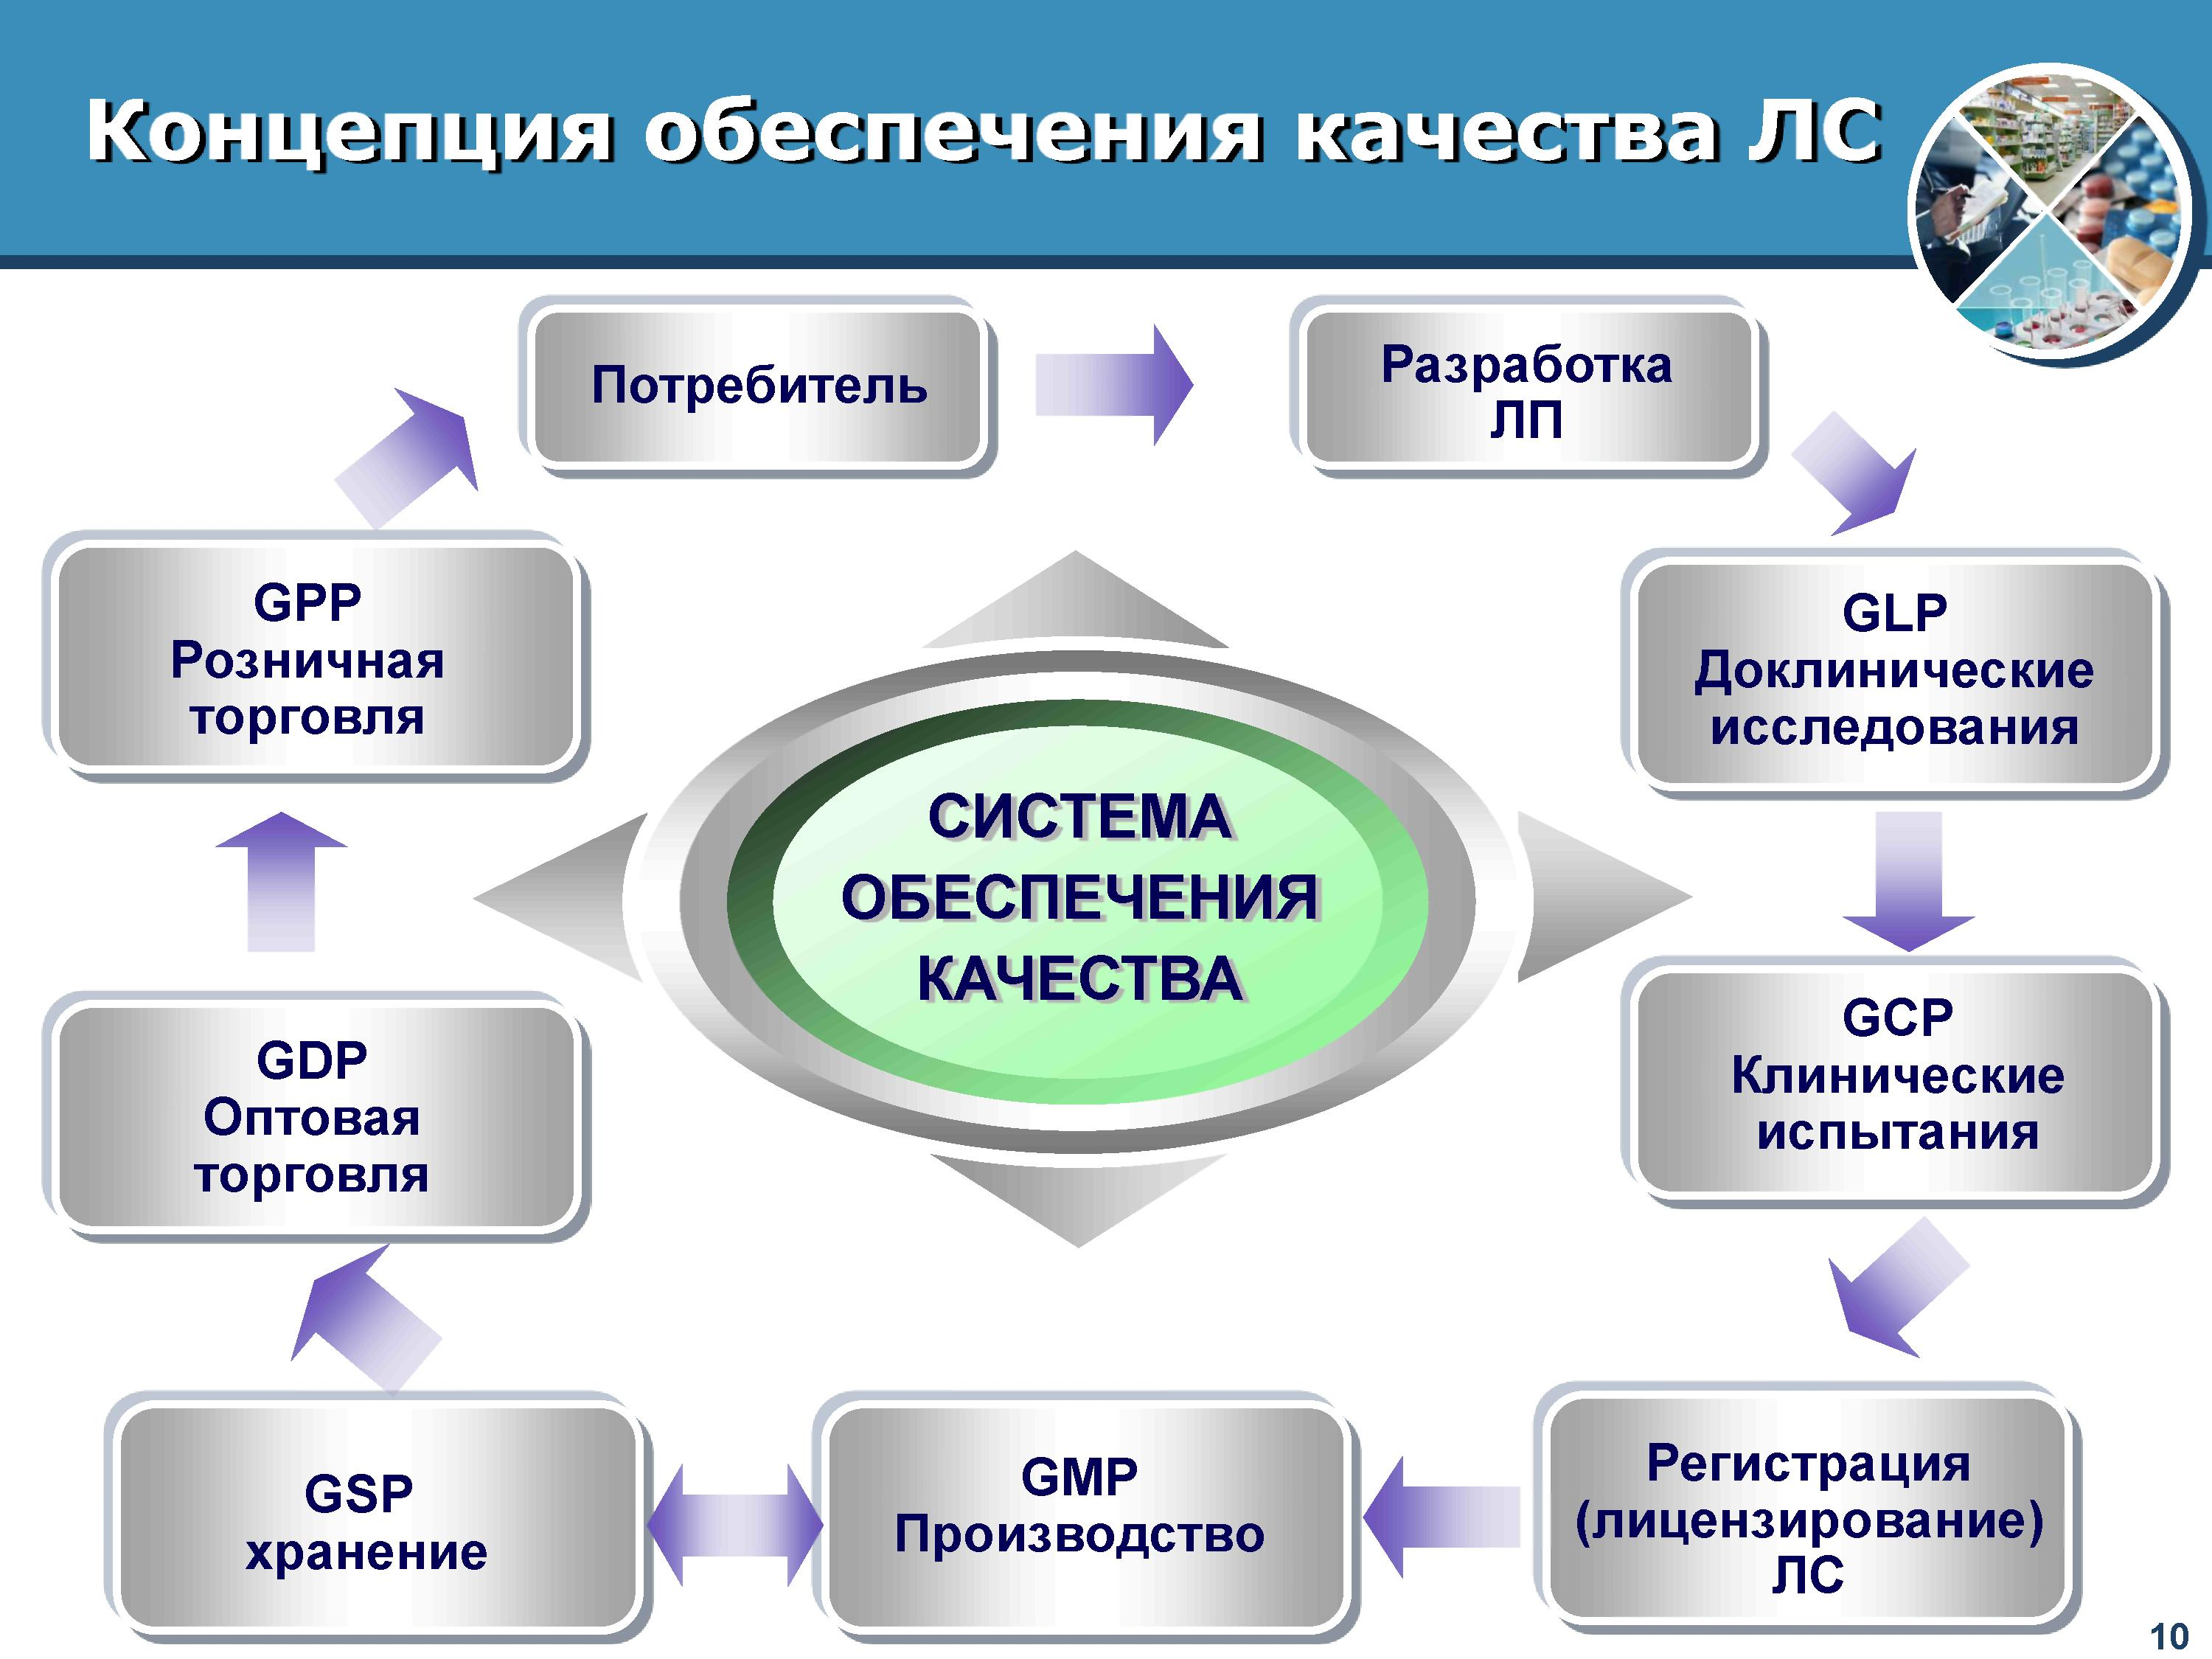 Концепция обеспечения качества ЛС
Потребитель
Разработка
ЛП
GPP
Розничная
торговля
GLP
Доклинические
исследования
СИСТЕМА
ОБЕСПЕЧЕНИЯ
КАЧЕСТВА
GDP
Оптовая
торговля
GCP
Клинические
испытания
GSP
хранение
GMP
Производство
Регистрация
(лицензирование)
ЛС
10